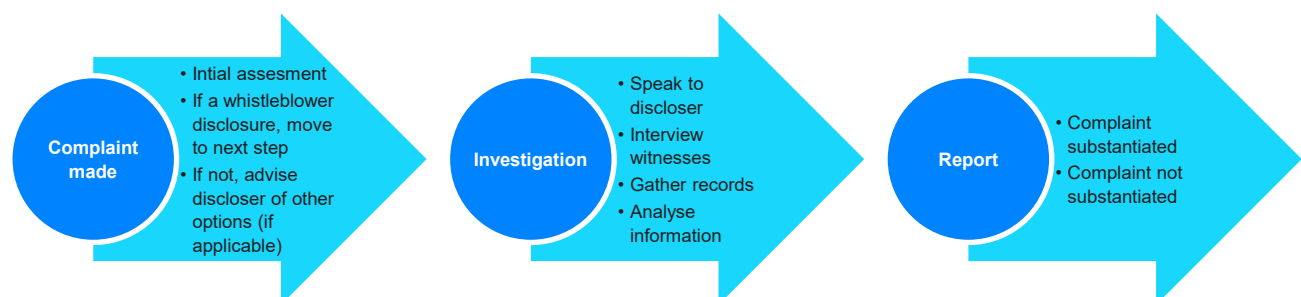 Complaint
made
• Intial assesment
• If a whistleblower
disclosure, move
to next step
• If not, advise
discloser of other
options (if
applicable)
Investigation
• Speak to
discloser
• Interview
witnesses
• Gather records
• Analyse
information
Report
• Complaint
substantiated
• Complaint not
substantiated